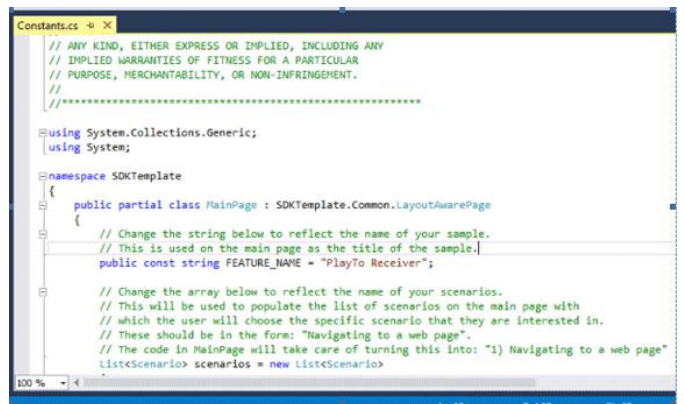 Constants.cs
// ANY KIND, EITHER EXPRESS OR IMPLIED, INCLUDING ANY
// IMPLIED WARRANTIES OF FITNESS FOR A PARTICULAR
// PURPOSE, MERCHANTABILITY, OR NON-INFRINGEMENT.
//
//*********************************************************
using System.Collections.Generic;
using System;
namespace SDKTemplate
{
public partial class MainPage : SDKTemplate.Common.LayoutAwarePage
{
// Change the string below to reflect the name of your sample.
// This is used on the main page as the title of the sample.
public const string FEATURE_NAME = "PlayTo Receiver";
// Change the array below to reflect the name of your scenarios.
// This will be used to populate the list of scenarios on the main page with
// which the user will choose the specific scenario that they are interested in.
// These should be in the form: "Navigating to a web page".
// The code in MainPage will take care of turning this into: "1) Navigating to a web page"
List<Scenario> scenarios = new List<Scenario>
100 %